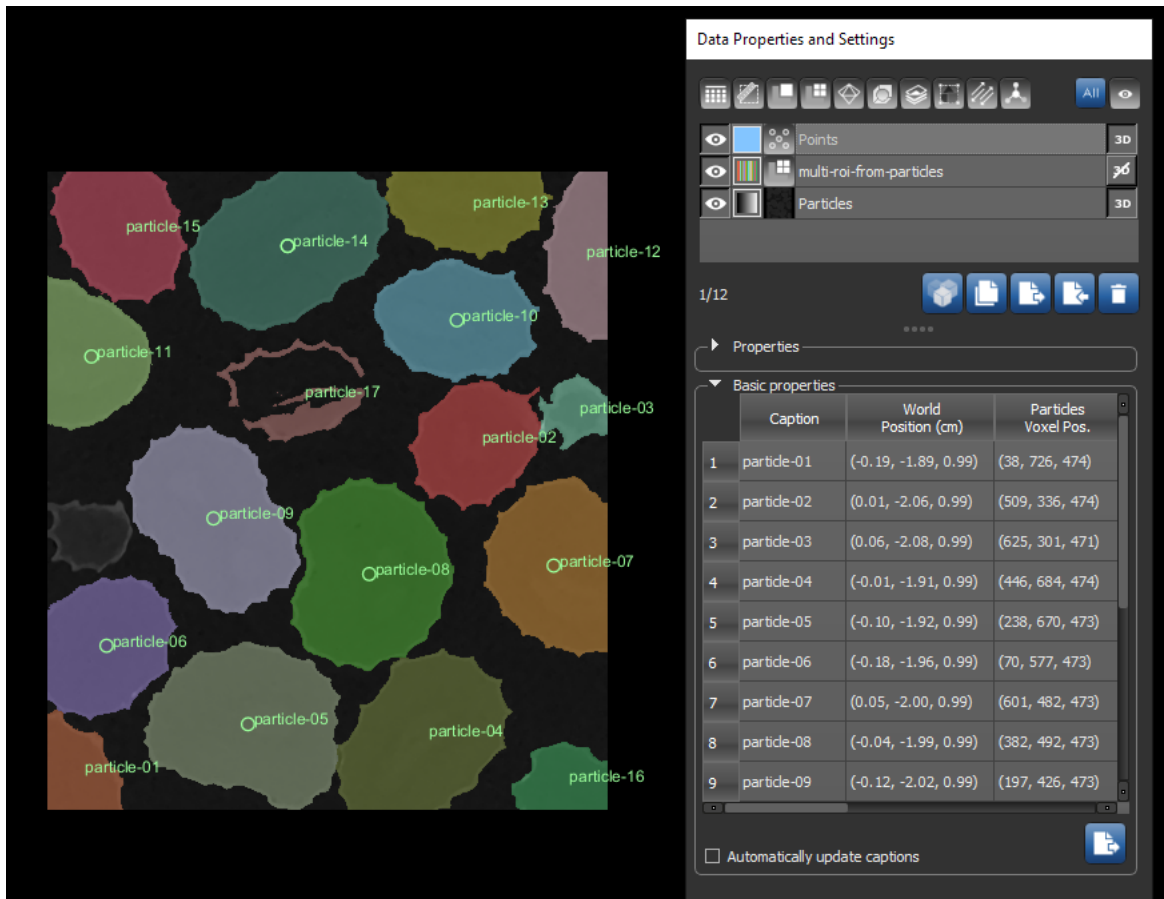 particle-15
particle-14
particle-13
particle-12
particle-10
particle-11
particle-17
particle-03
particle-02
particle-09
particle-08
particle-07
particle-06
particle-05
particle-04
particle-01
particle-16
Data Properties and Settings
All
Points 3D
multi-roi-from-particles 3D
Particles 3D
1/12
Properties
Basic properties
Caption World Position (cm) Particles Voxel Pos.
1 particle-01 (-0.19, -1.89, 0.99) (38, 726, 474)
2 particle-02 (0.01, -2.06, 0.99) (509, 336, 474)
3 particle-03 (0.06, -2.08, 0.99) (625, 301, 471)
4 particle-04 (-0.01, -1.91, 0.99) (446, 684, 474)
5 particle-05 (-0.10, -1.92, 0.99) (238, 670, 473)
6 particle-06 (-0.18, -1.96, 0.99) (70, 577, 473)
7 particle-07 (0.05, -2.00, 0.99) (601, 482, 473)
8 particle-08 (-0.04, -1.99, 0.99) (382, 492, 473)
9 particle-09 (-0.12, -2.02, 0.99) (197, 426, 473)
Automatically update captions